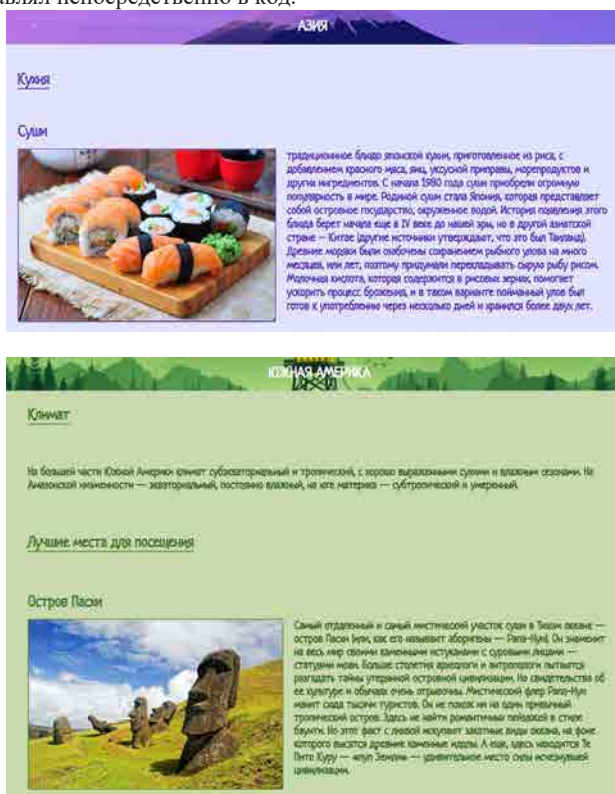 авлял непосредственно в код.
АЗИЯ
Кухня
Суши
традиционное блюдо японской кухни, приготовленное из риса, с
добавлением красного мяса, яиц, уксусной приправы, морепродуктов и
других ингредиентов. С начала 1980 года суши приобрели огромную
популярность в мире. Родиной суши стала Япония, которая представляет
собой островное государство, окруженное водой. История появления этого
блюда берет начала еще в IV веке до нашей эры, но в другой азиатской
стране – Китае (другие источники утверждают, что это был Таиланд).
Древние моряки были озабочены сохранением рыбного улова на много
месяцев, или лет, поэтому придумали перекладывать сырую рыбу рисом.
Молочная кислота, которая содержится в рисовых зернах, помогает
ускорить процесс брожения, и в таком варианте пойманный улов был
готов к употреблению через несколько дней и хранился более двух лет.
ЮЖНАЯ АМЕРИКА
Климат
На большей части Южной Америки климат субэкваториальный и тропический, с хорошо выраженными сухими и влажными сезонами. На
Амазонской низменности — экваториальный, постоянно влажный, на юге материка — субтропический и умеренный.
Лучшие места для посещения
Остров Пасхи
Самый отдаленный и самый мистический участок суши в Тихом океане —
остров Пасхи (или, как его называют аборигены — Рапа-Нуи). Он знаменит
на весь мир своими каменными истуканами с суровыми лицами —
статуями моаи. Больше столетия археологи и антропологи пытаются
разгадать тайны утерянной островной цивилизации. Но свидетельства об
ее культуре и обычаях очень отрывочны. Мистический флер Рапа-Нуи
манит сюда тысячи туристов. Он не похож ни на один привычный
тропический остров. Здесь не найти романтичных пейзажей в стиле
баунти. Но этот факт с лихвой искупают закатные виды океана, на фоне
которого высятся древние каменные идолы. А еще, здесь находится Те
Пито Куру — «пуп Земли» — удивительное место силы исчезнувшей
цивилизации.